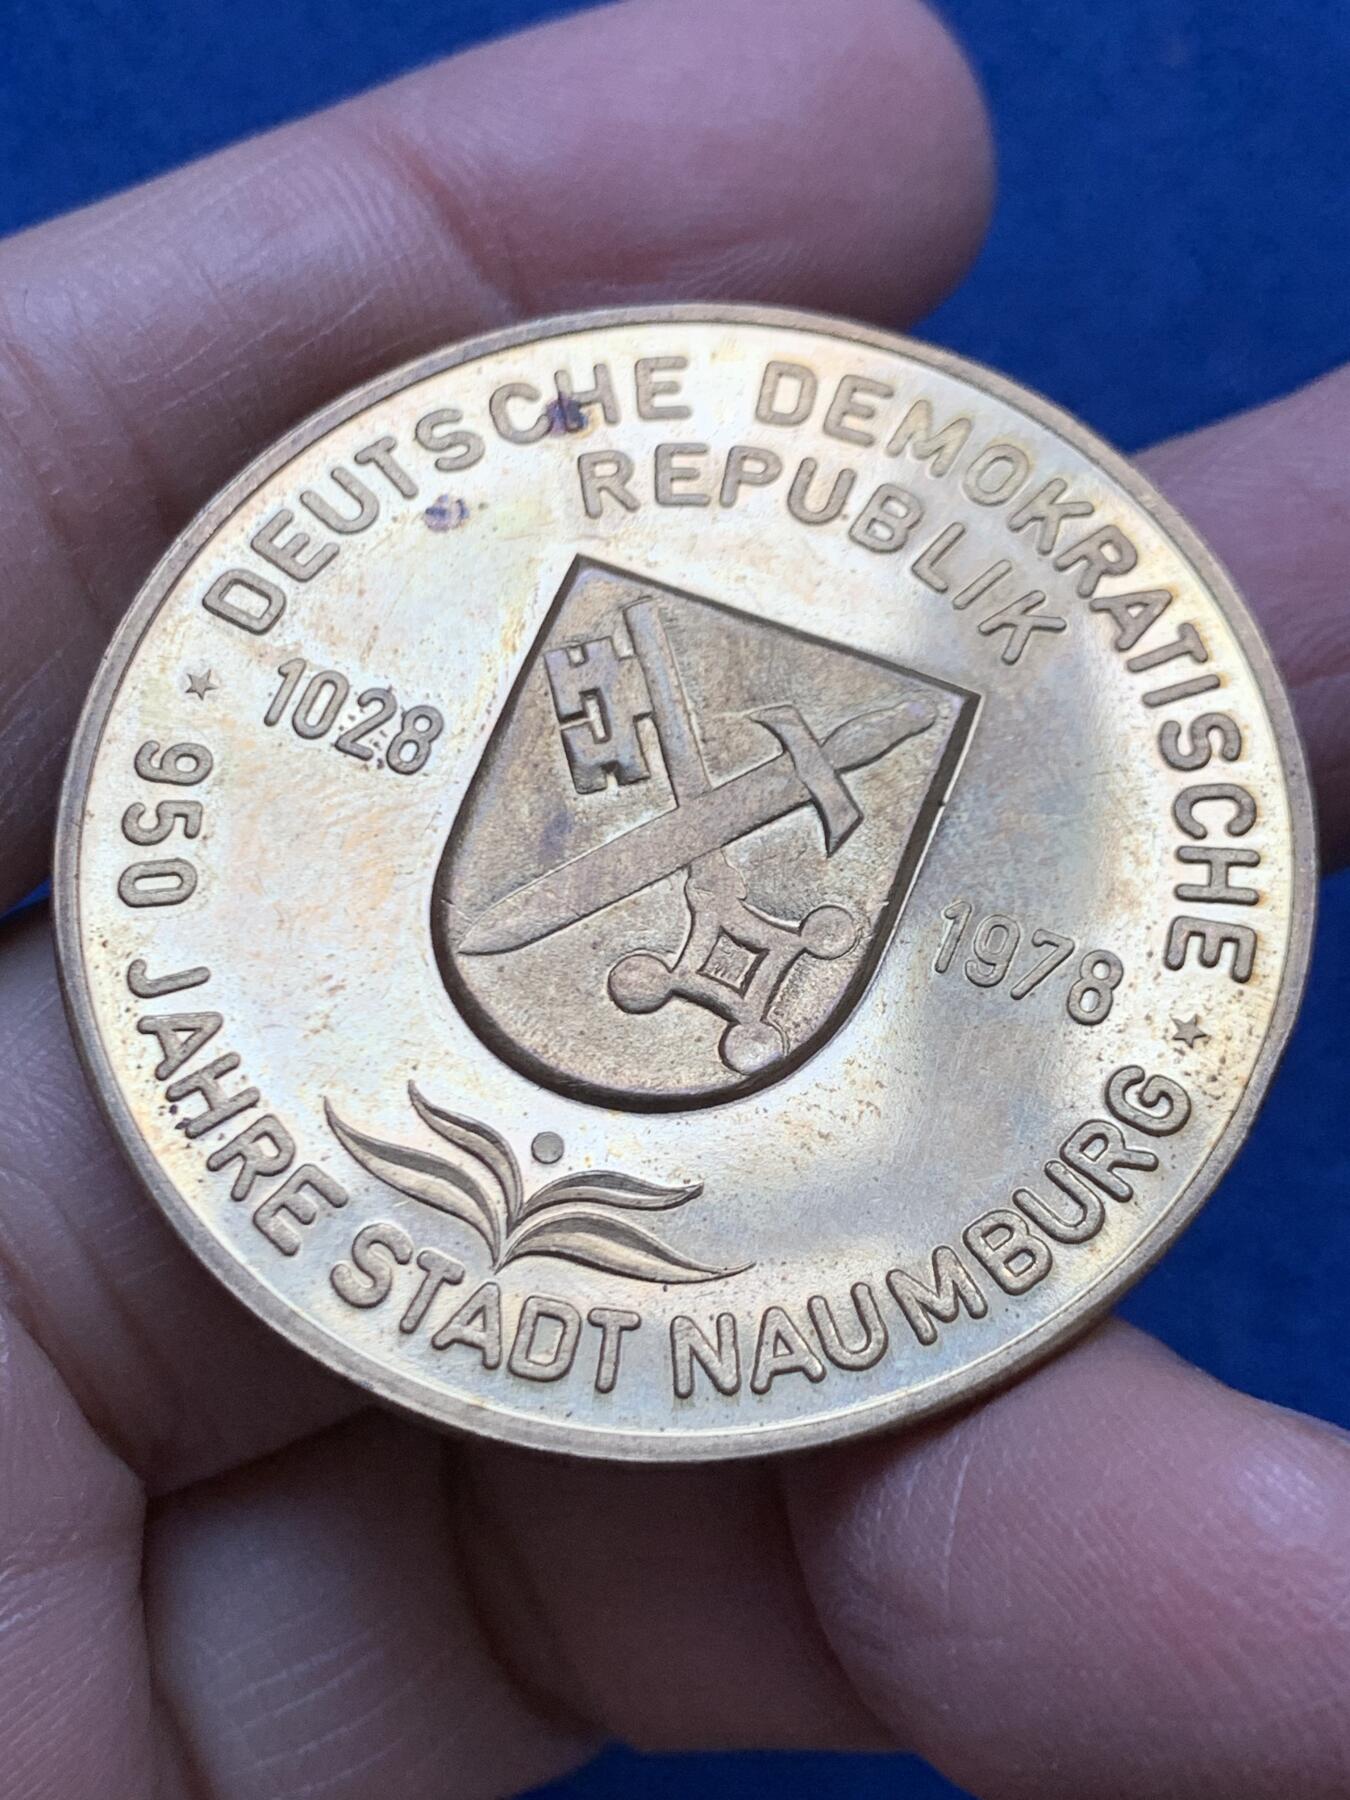 DEUTSCHE DEMOKRATISCHE
REPUBLIK
1028
1978
950 JAHRE STADT NAUMBURG